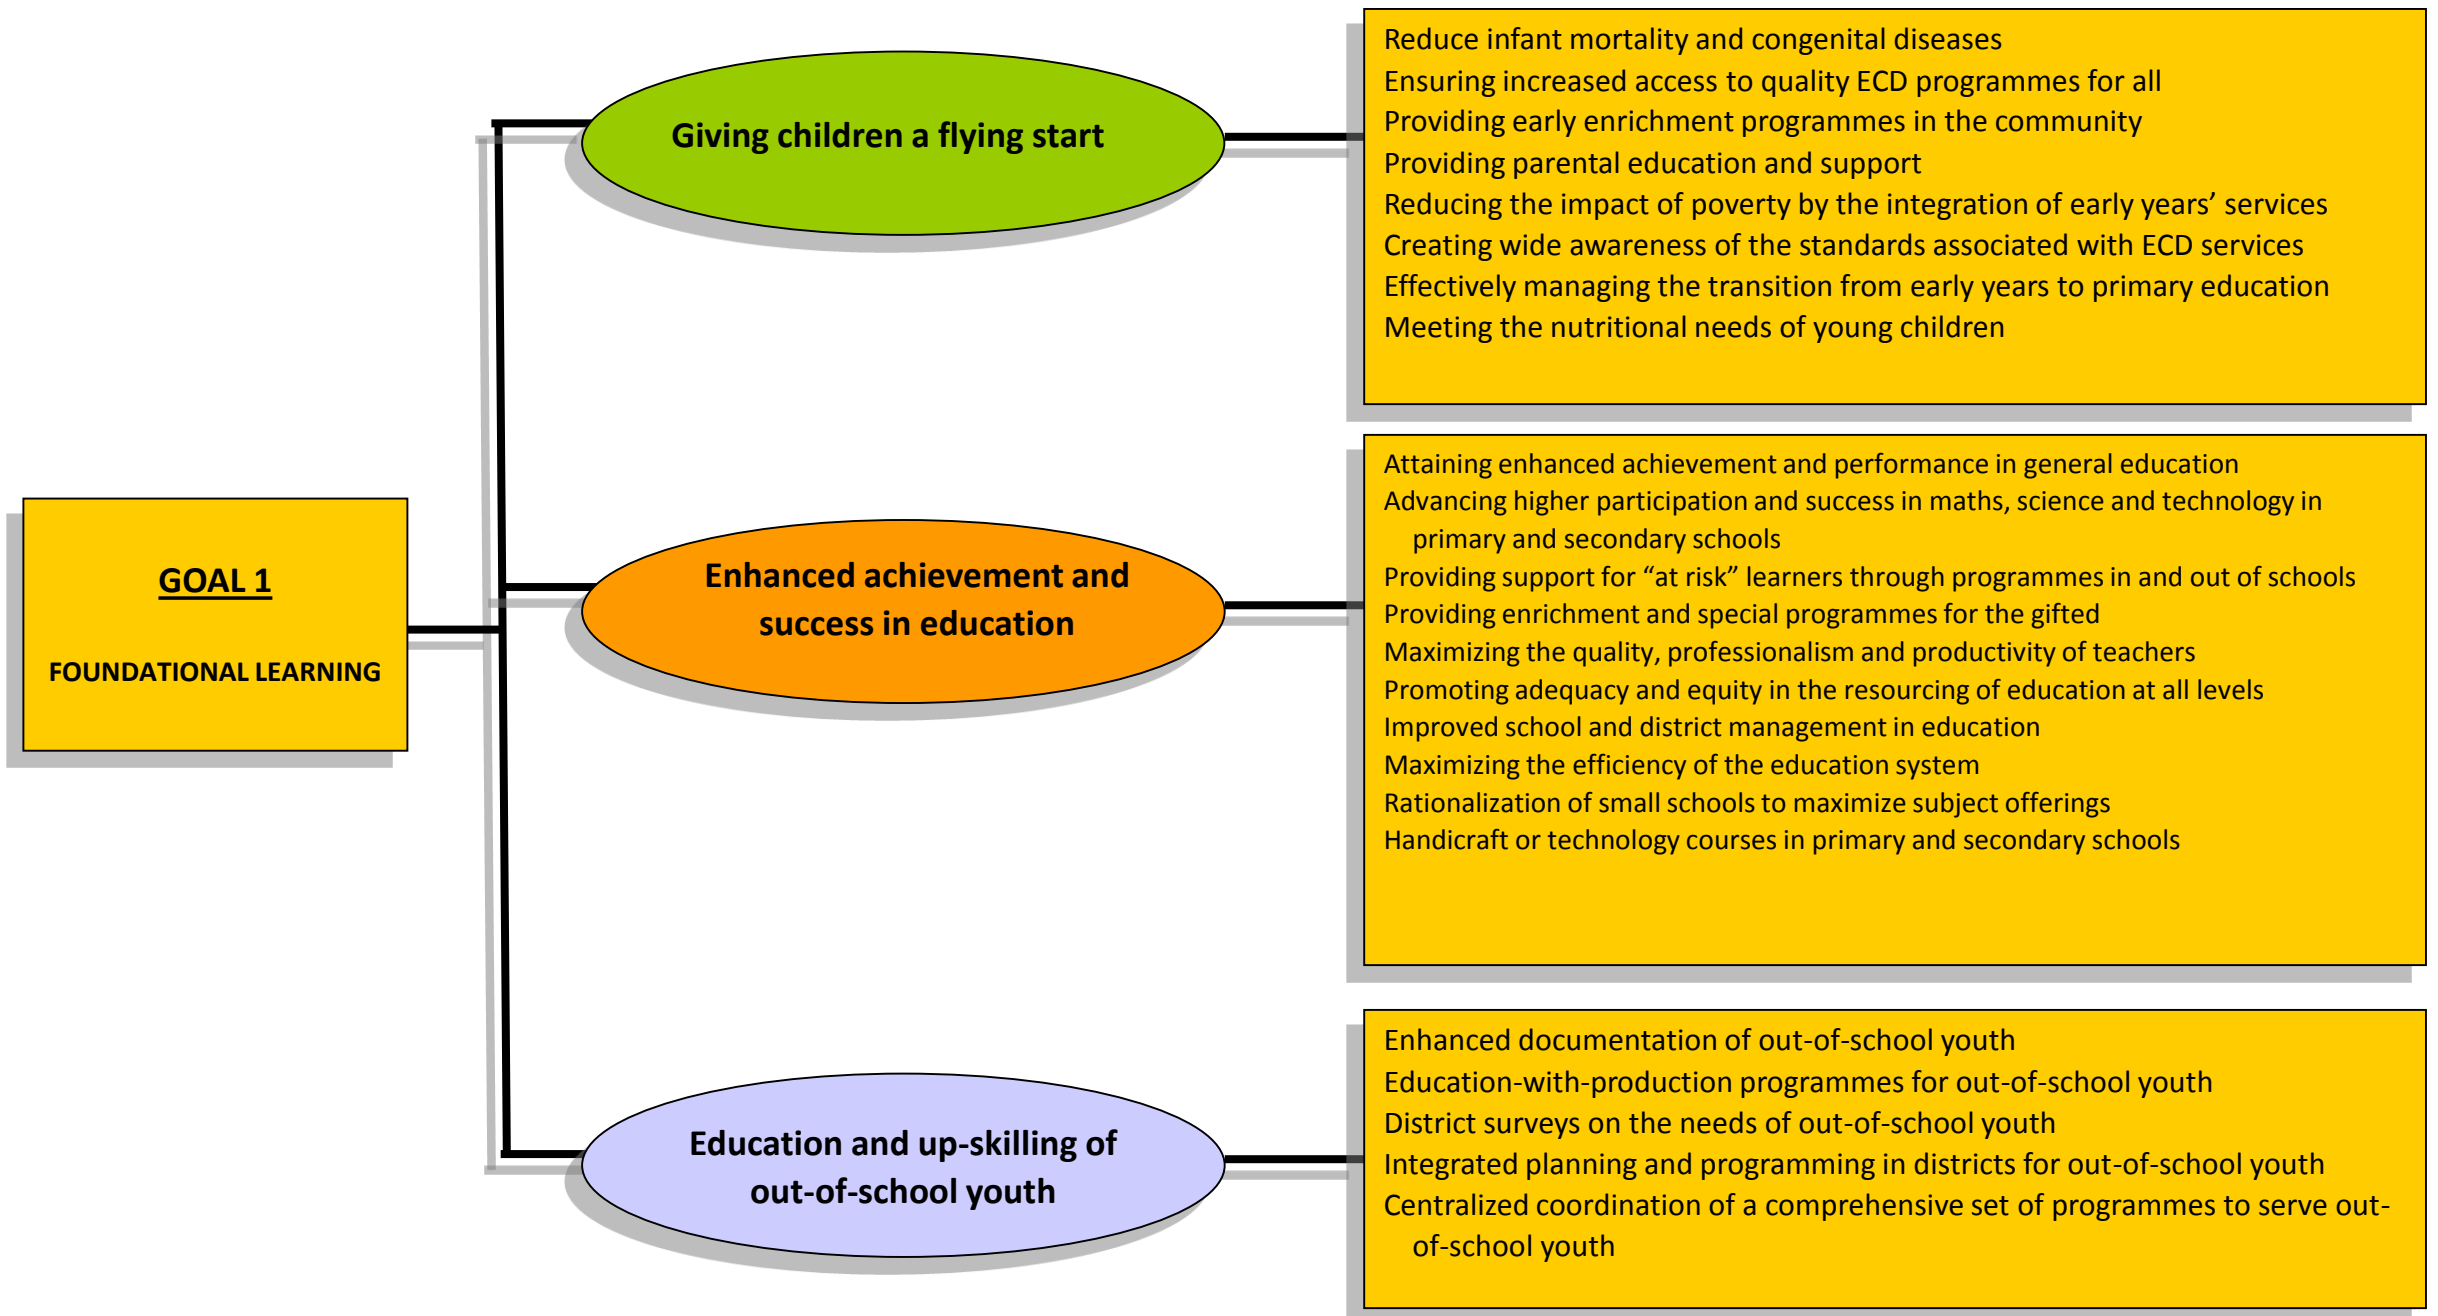 GOAL 1
FOUNDATIONAL LEARNING
Giving children a flying start
Reduce infant mortality and congenital diseases
Ensuring increased access to quality ECD programmes for all
Providing early enrichment programmes in the community
Providing parental education and support
Reducing the impact of poverty by the integration of early years’ services
Creating wide awareness of the standards associated with ECD services
Effectively managing the transition from early years to primary education
Meeting the nutritional needs of young children
Enhanced achievement and
success in education
Attaining enhanced achievement and performance in general education
Advancing higher participation and success in maths, science and technology in
primary and secondary schools
Providing support for “at risk” learners through programmes in and out of schools
Providing enrichment and special programmes for the gifted
Maximizing the quality, professionalism and productivity of teachers
Promoting adequacy and equity in the resourcing of education at all levels
Improved school and district management in education
Maximizing the efficiency of the education system
Rationalization of small schools to maximize subject offerings
Handicraft or technology courses in primary and secondary schools
Education and up-skilling of
out-of-school youth
Enhanced documentation of out-of-school youth
Education-with-production programmes for out-of-school youth
District surveys on the needs of out-of-school youth
Integrated planning and programming in districts for out-of-school youth
Centralized coordination of a comprehensive set of programmes to serve out-
of-school youth